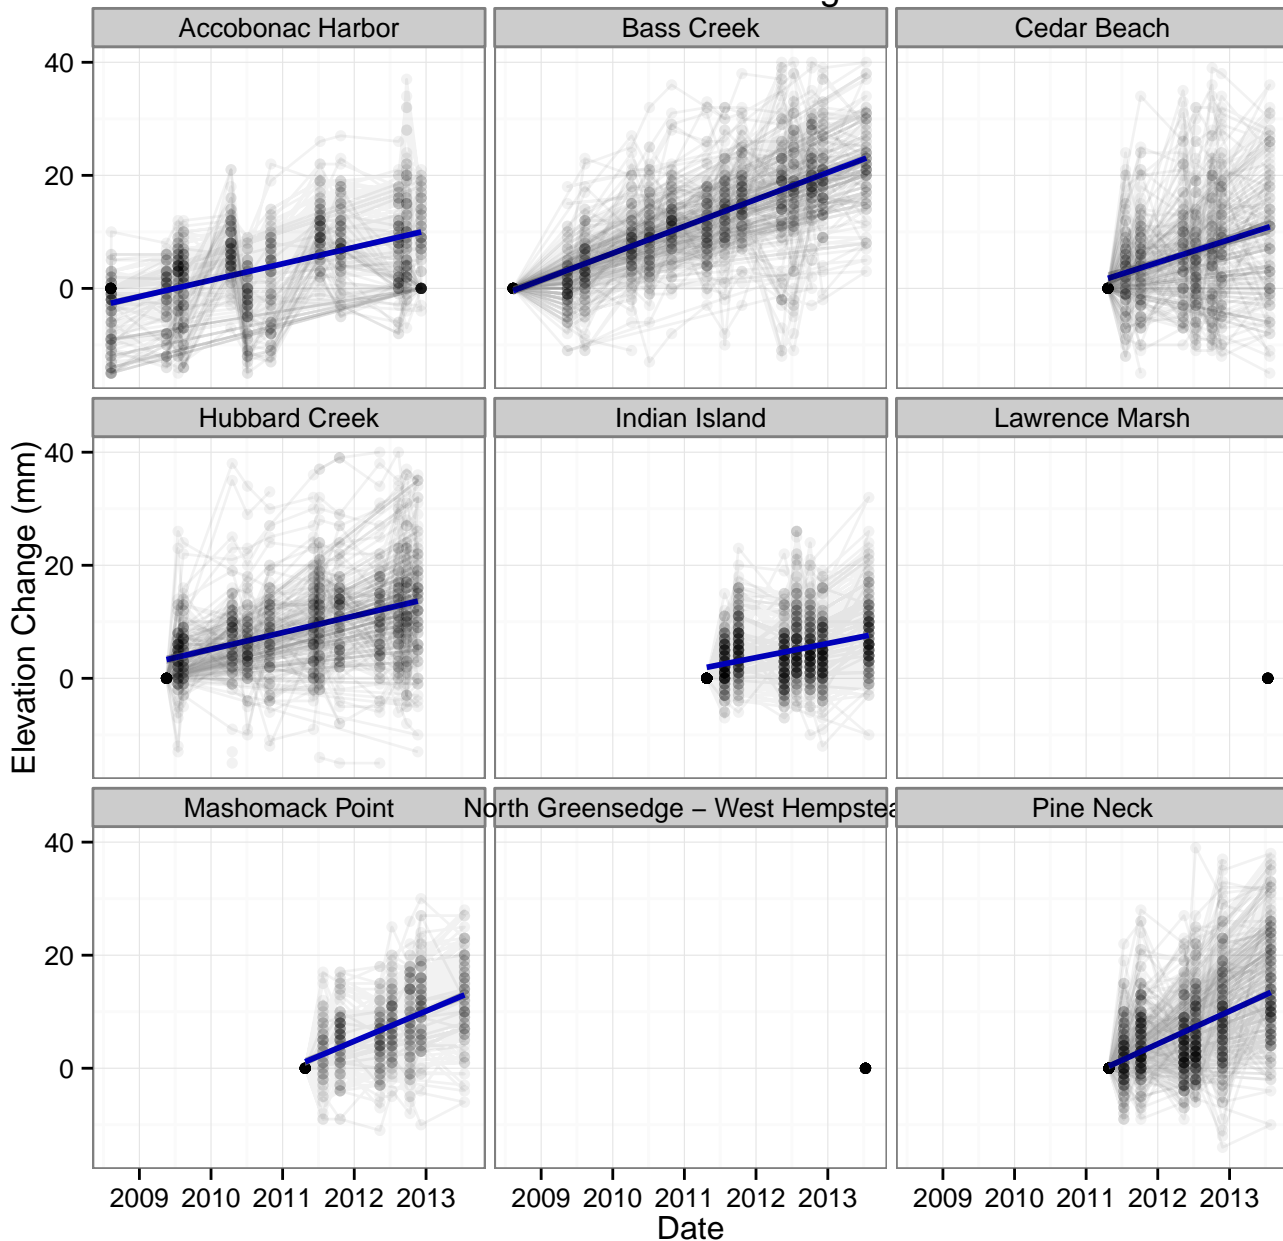 Accobonac Harbor
Bass Creek
Cedar Beach
40
20
0
Hubbard Creek
Indian Island
Lawrence Marsh
40
20
0
Elevation Change (mm)
Mashomack Point
North Greensedge – West Hempstea
Pine Neck
40
20
0
2009 2010 2011 2012 2013
2009 2010 2011 2012 2013
2009 2010 2011 2012 2013
Date